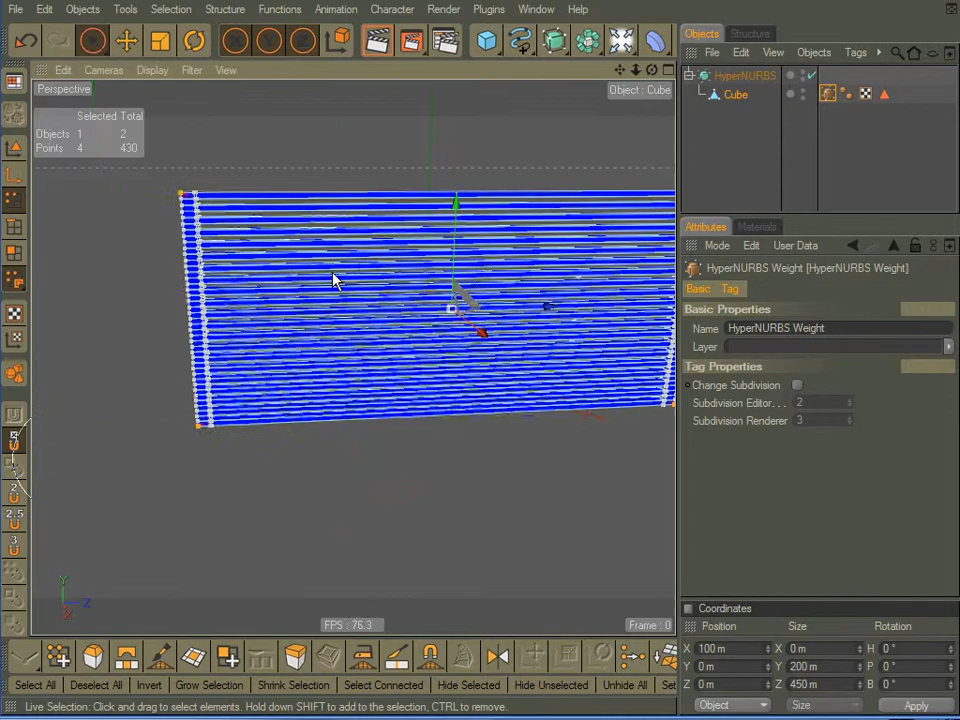 File Edit Objects Tools Selection Structure Functions Animation Character Render Plugins Window Help
Edit Cameras Display Filter View
Perspective
Object : Cube
Selected Total
Objects 1 2
Points 4 430
Y
Z
X
FPS : 76.3
Frame : 0
2
2.5
3
Objects Structure
File Edit View Objects Tags
HyperNURBS
Cube
Attributes Materials
Mode Edit User Data
HyperNURBS Weight [HyperNURBS Weight]
Basic Tag
Basic Properties
Name HyperNURBS Weight
Layer
Tag Properties
Change Subdivision
Subdivision Editor. . . 2
Subdivision Renderer 3
Coordinates
Position Size Rotation
X 100 m X 0 m H 0 °
Y 0 m Y 200 m P 0 °
Z 0 m Z 450 m B 0 °
Object Size Apply
Select All Deselect All Invert Grow Selection Shrink Selection Select Connected Hide Selected Hide Unselected Unhide All Se
Live Selection: Click and drag to select elements. Hold down SHIFT to add to the selection, CTRL to remove.